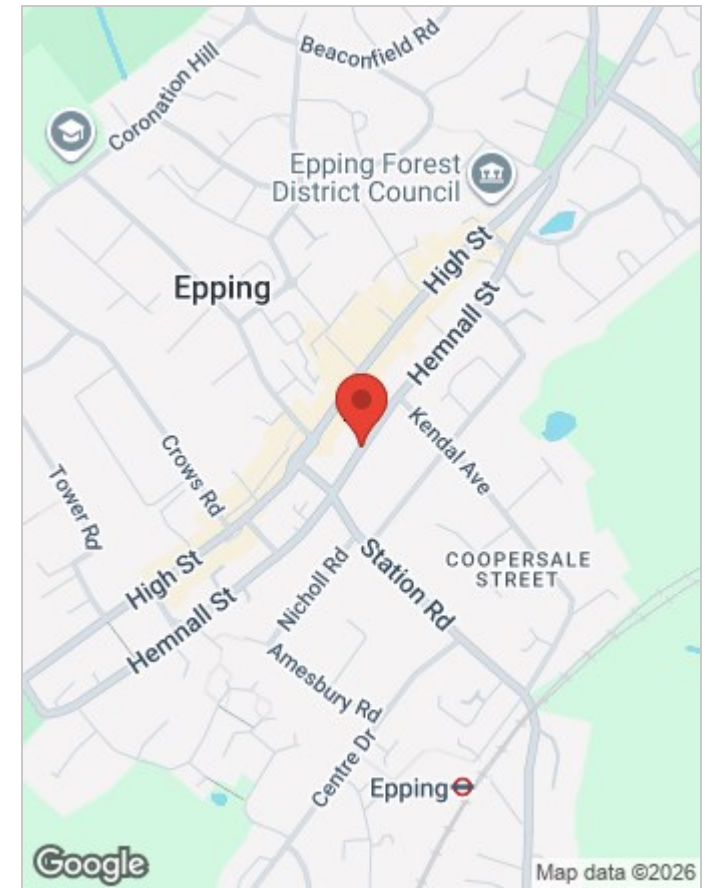 Beaconfield Rd
Coronation Hill
Epping Forest
District Council
High St
Epping
Hemnall St
Kendal Ave
Crows Rd
Tower Rd
COOPERSALE
STREET
Station Rd
High St
Nicholl Rd
Hemnall St
Amesbury Rd
Centre Dr
Epping
Google
Map data ©2026